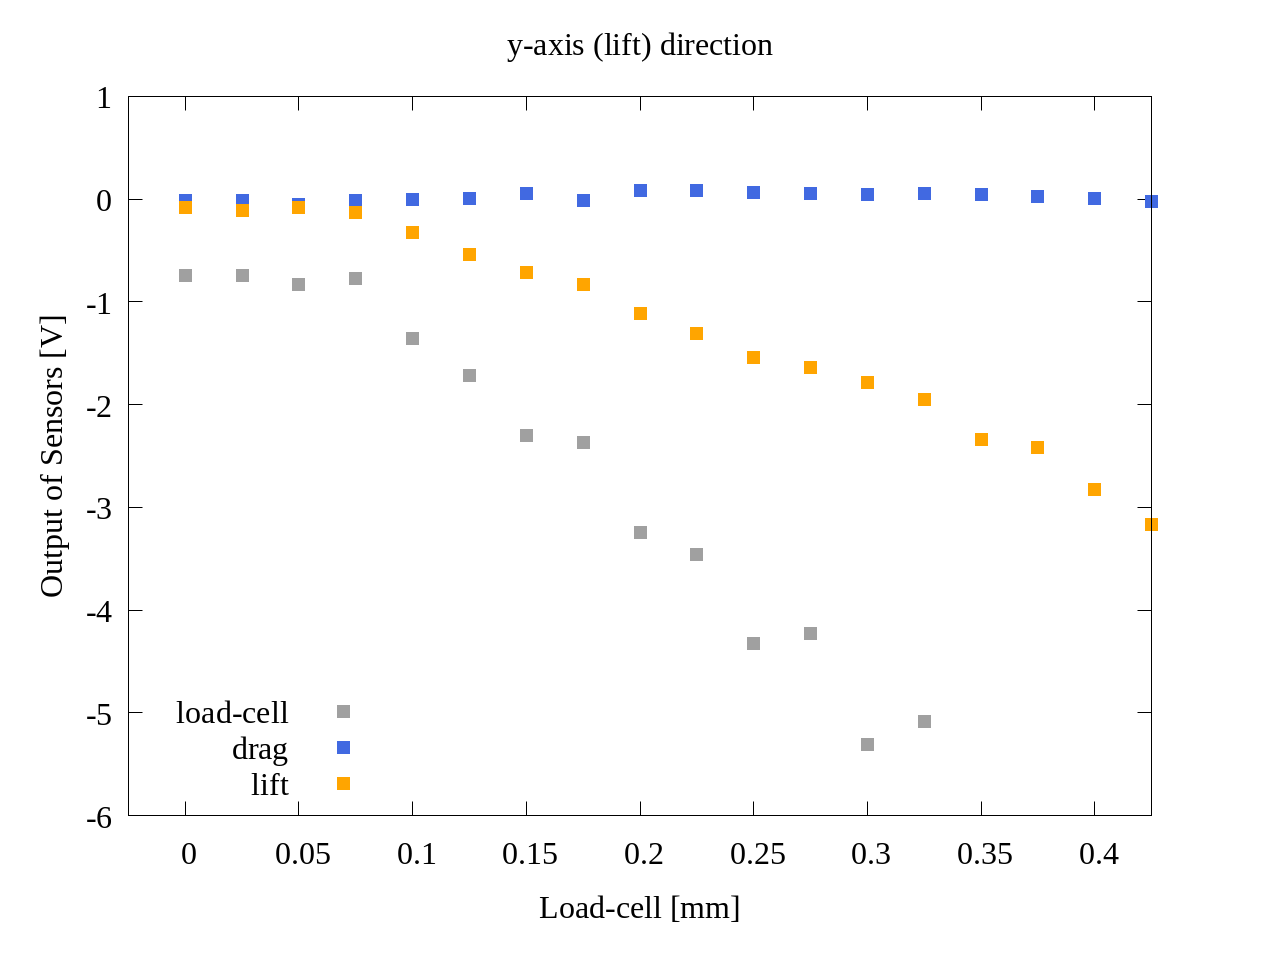 y-axis (lift) direction
1
0
-1
-2
-3
-4
-5
-6
Output of Sensors [V]
load-cell
drag
lift
0 0.05 0.1 0.15 0.2 0.25 0.3 0.35 0.4
Load-cell [mm]